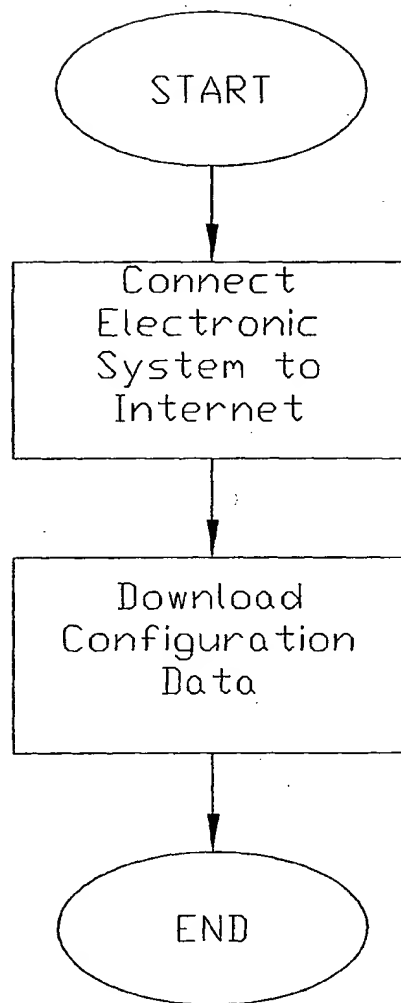 START
Connect
Electronic
System to
Internet
Download
Configuration
Data
END